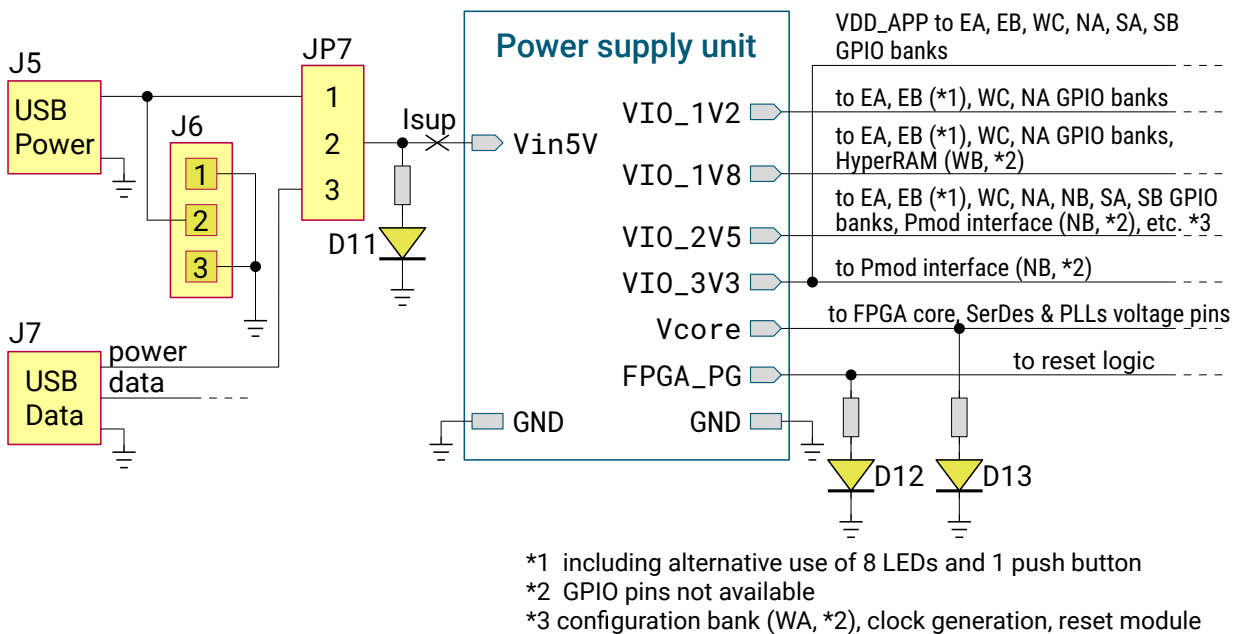 VDD_APP to EA, EB, WC, NA, SA, SB
GPIO banks
Power supply unit
JP7
J5
USB
Power
1
2
3
J6
1
2
3
Isup
Vin5V
VIO_1V2
to EA, EB (*1), WC, NA GPIO banks
to EA, EB (*1), WC, NA GPIO banks,
HyperRAM (WB, *2)
VIO_1V8
to EA, EB (*1), WC, NA, NB, SA, SB GPIO
banks, Pmod interface (NB, *2), etc. *3
VIO_2V5
D11
VIO_3V3
to Pmod interface (NB, *2)
Vcore
to FPGA core, SerDes & PLLs voltage pins
J7
USB
Data
power
data
FPGA_PG
to reset logic
GND
GND
D12
D13
*1 including alternative use of 8 LEDs and 1 push button
*2 GPIO pins not available
*3 configuration bank (WA, *2), clock generation, reset module